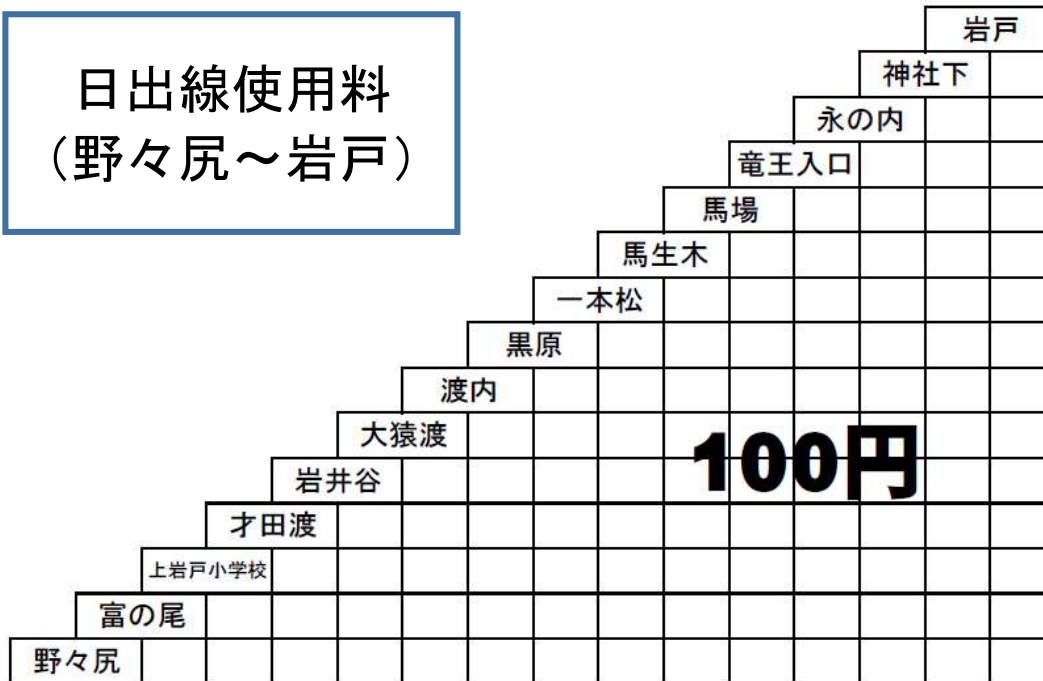 日出線使用料
（野々尻～岩戸）
岩戸
神社下
永の内
竜王入口
馬場
馬生木
一本松
黒原
渡内
大猿渡
岩井谷
才田渡
上岩戸小学校
富の尾
野々尻
100円